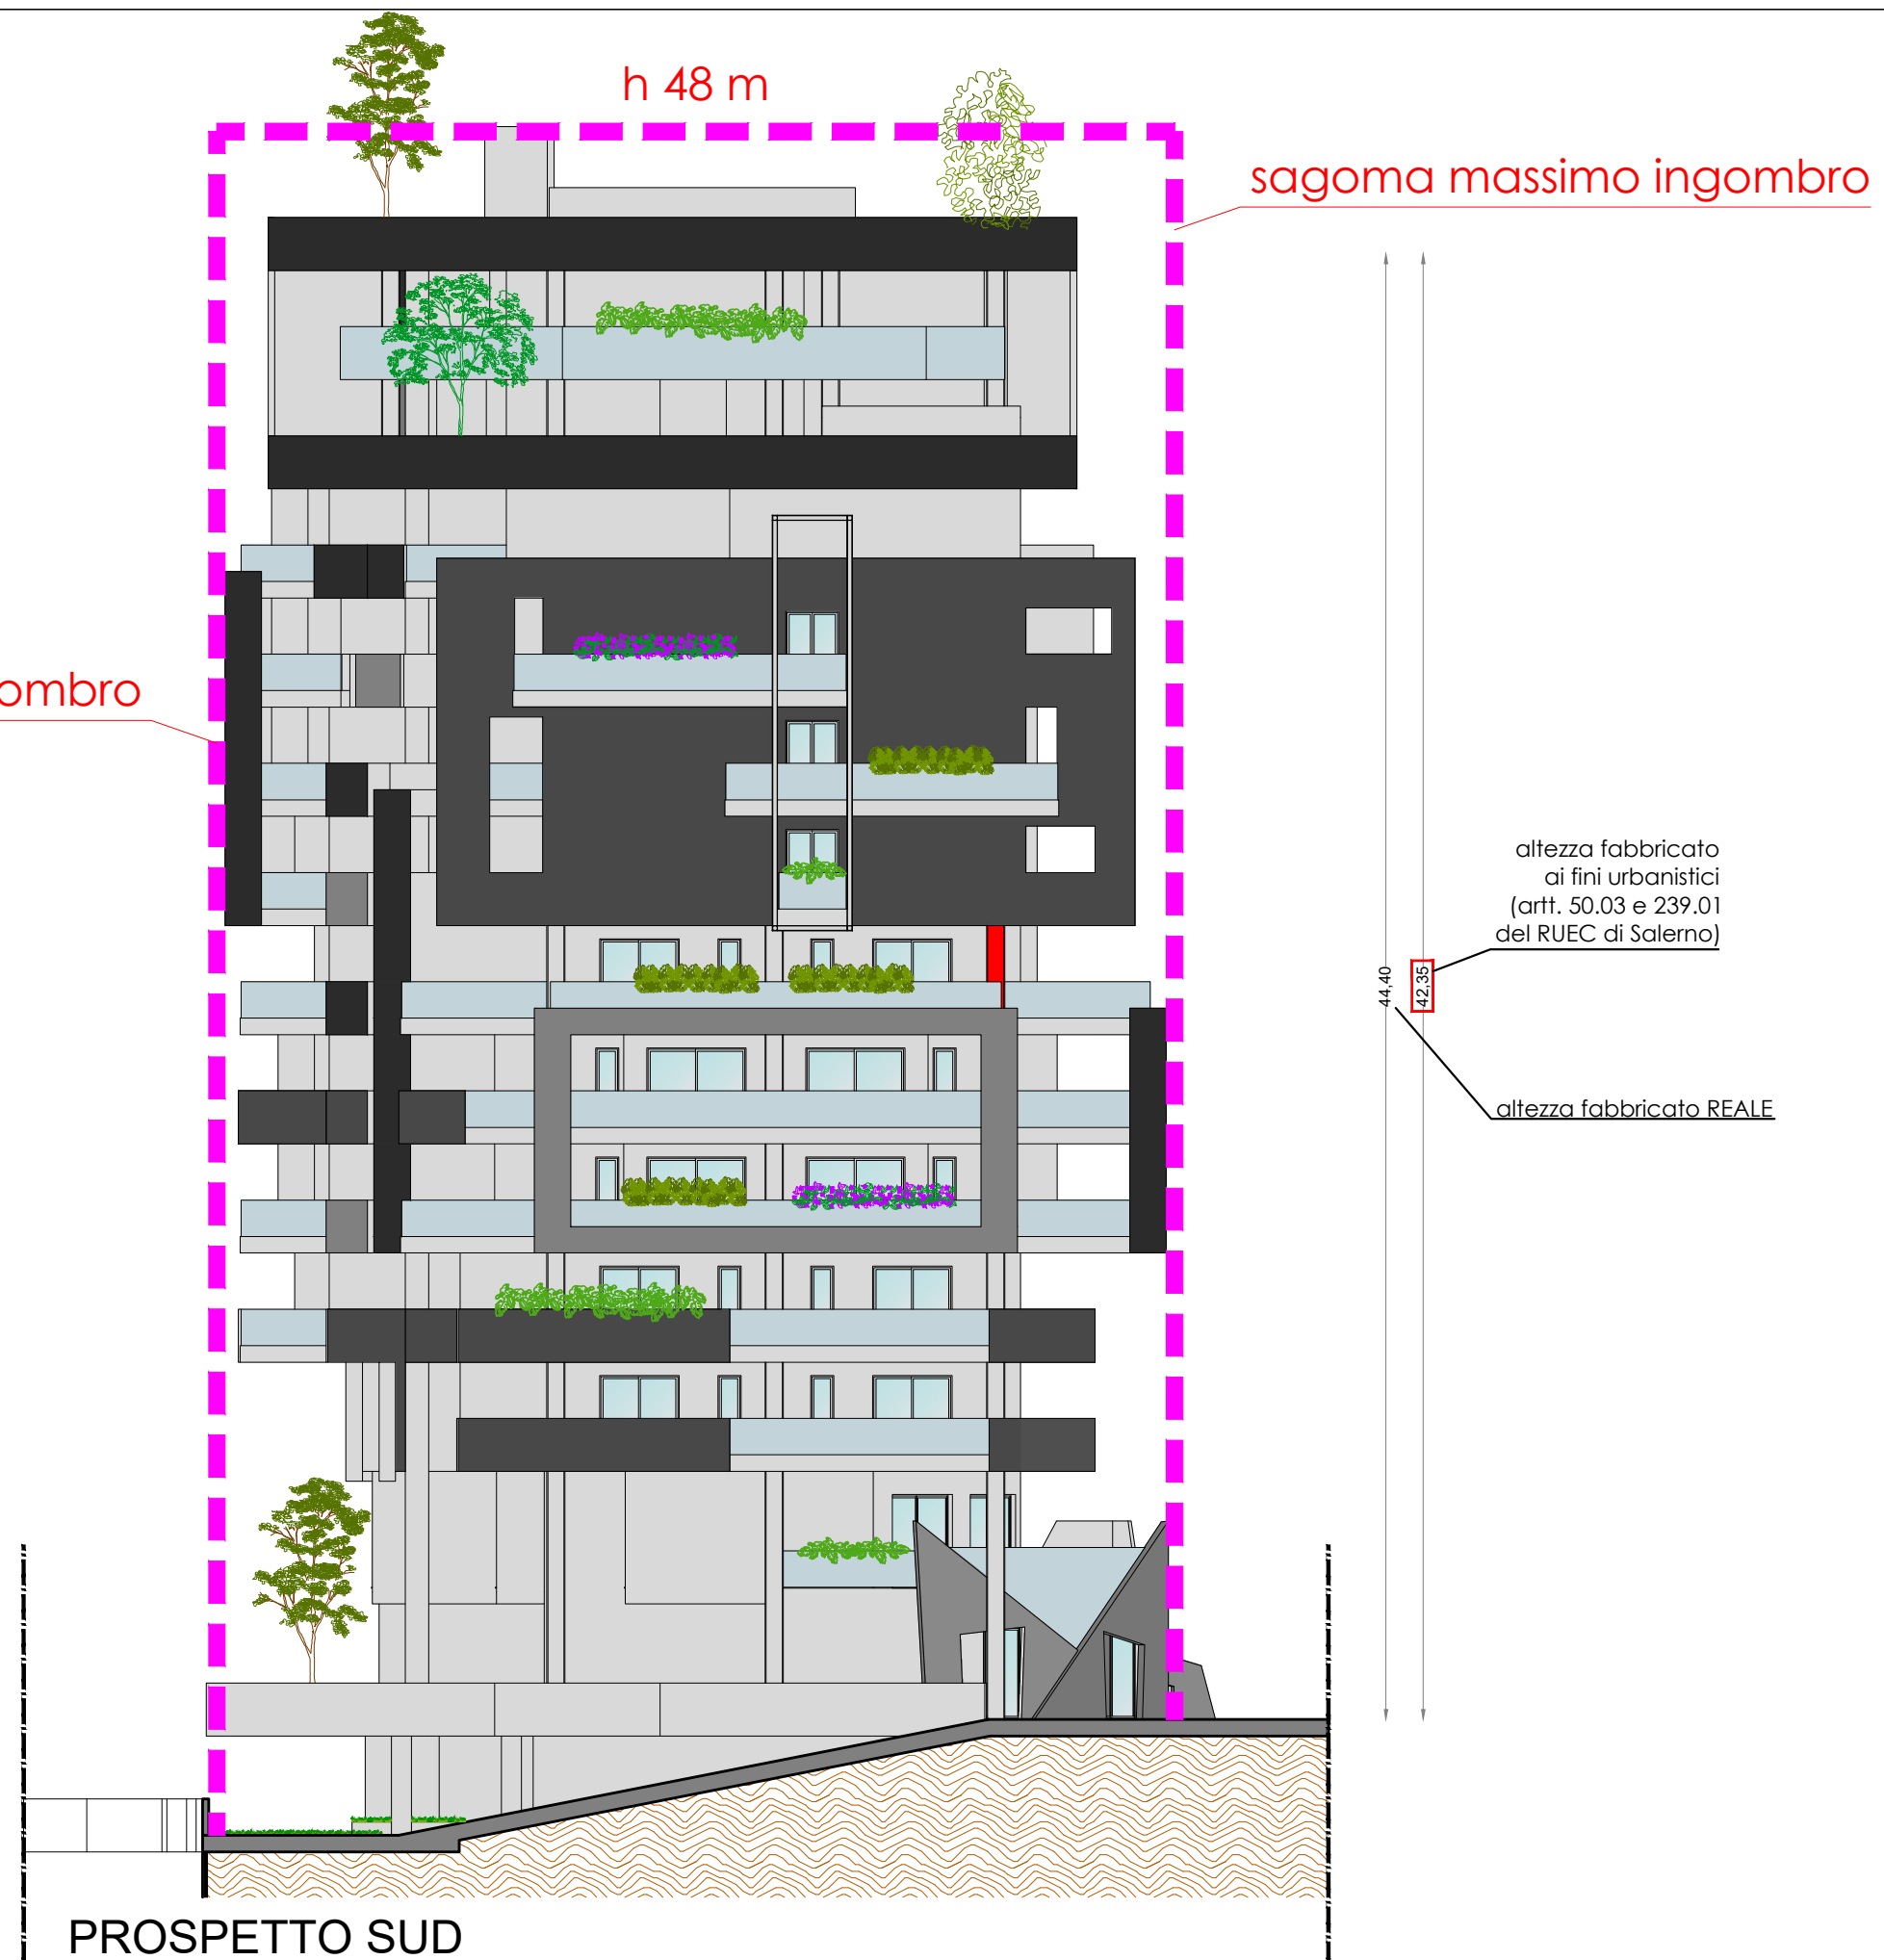 h 48 m
sagoma massimo ingombro
ombro
altezza fabbricato
ai fini urbanistici
(artt. 50.03 e 239.01
del RUEC di Salerno)
44,40
42,35
altezza fabbricato REALE
PROSPETTO SUD